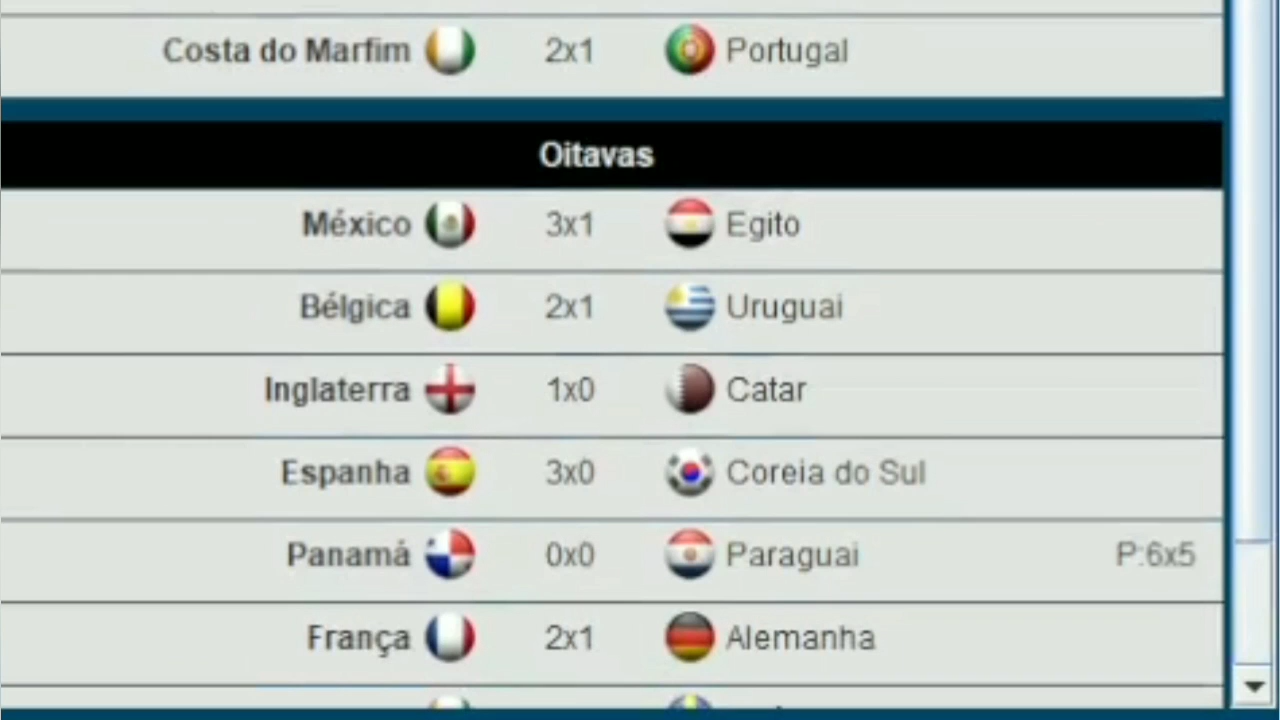 Costa do Marfim 2x1 Portugal
Oitavas
México 3x1 Egito
Bélgica 2x1 Uruguai
Inglaterra 1x0 Catar
Espanha 3x0 Coreia do Sul
Panamá 0x0 Paraguai P:6x5
França 2x1 Alemanha